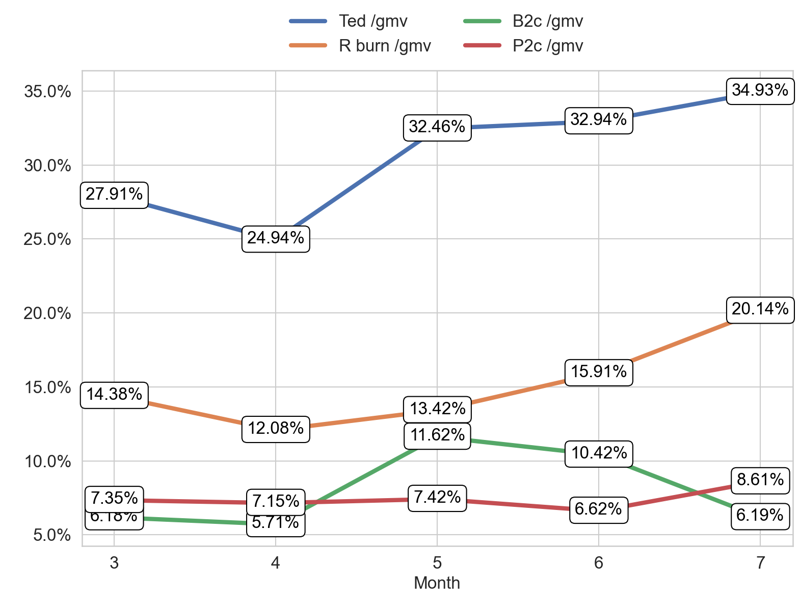 Ted /gmv B2c /gmv
R burn /gmv P2c /gmv
35.0% 34.93%
32.46% 32.94%
30.0%
27.91%
25.0% 24.94%
20.0% 20.14%
15.0% 15.91%
14.38% 13.42%
12.08% 11.62%
10.0% 10.42%
7.35% 7.15% 7.42% 8.61%
6.18% 5.71% 6.62% 6.19%
5.0%
3 4 5 6 7
Month